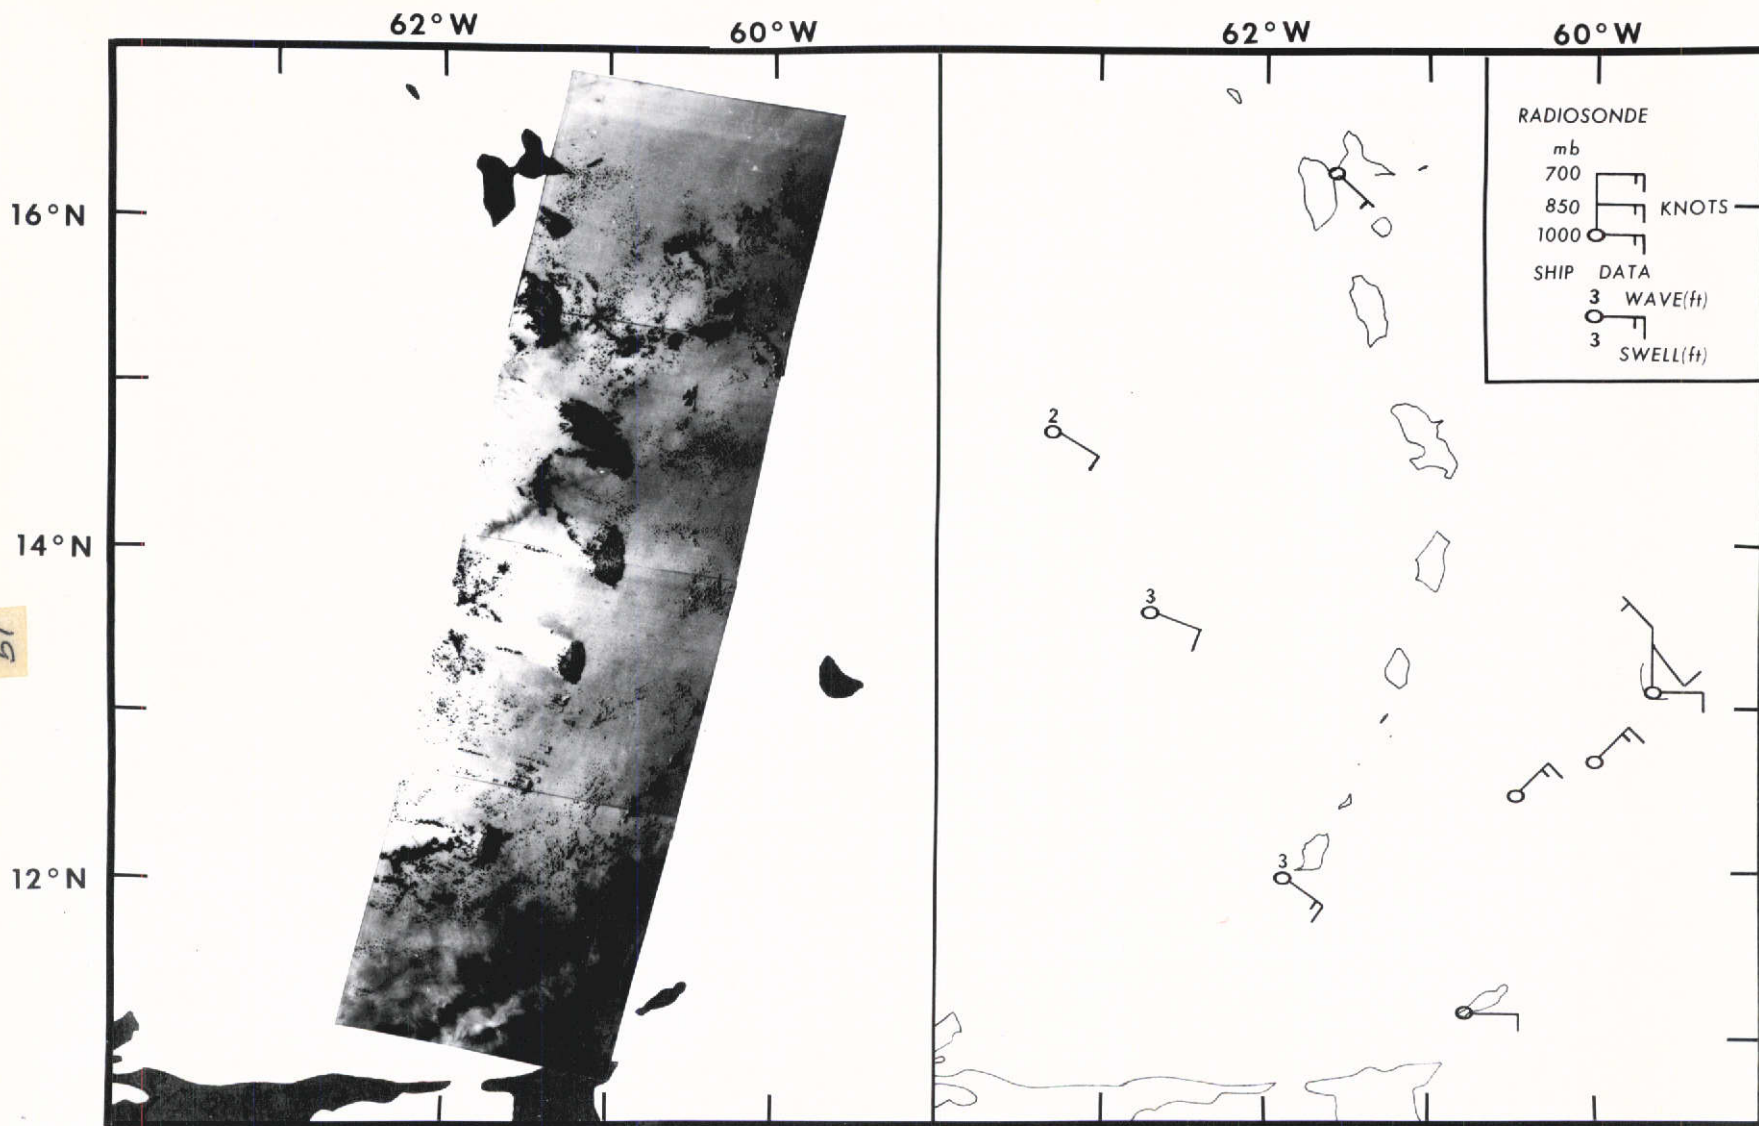 62°W 60°W
62°W 60°W
RADIOSONDE
mb
700
850 KNOTS
1000
SHIP DATA
3 WAVE(ft)
3
SWELL(ft)
16°N
2
14°N
3
12°N
3
51